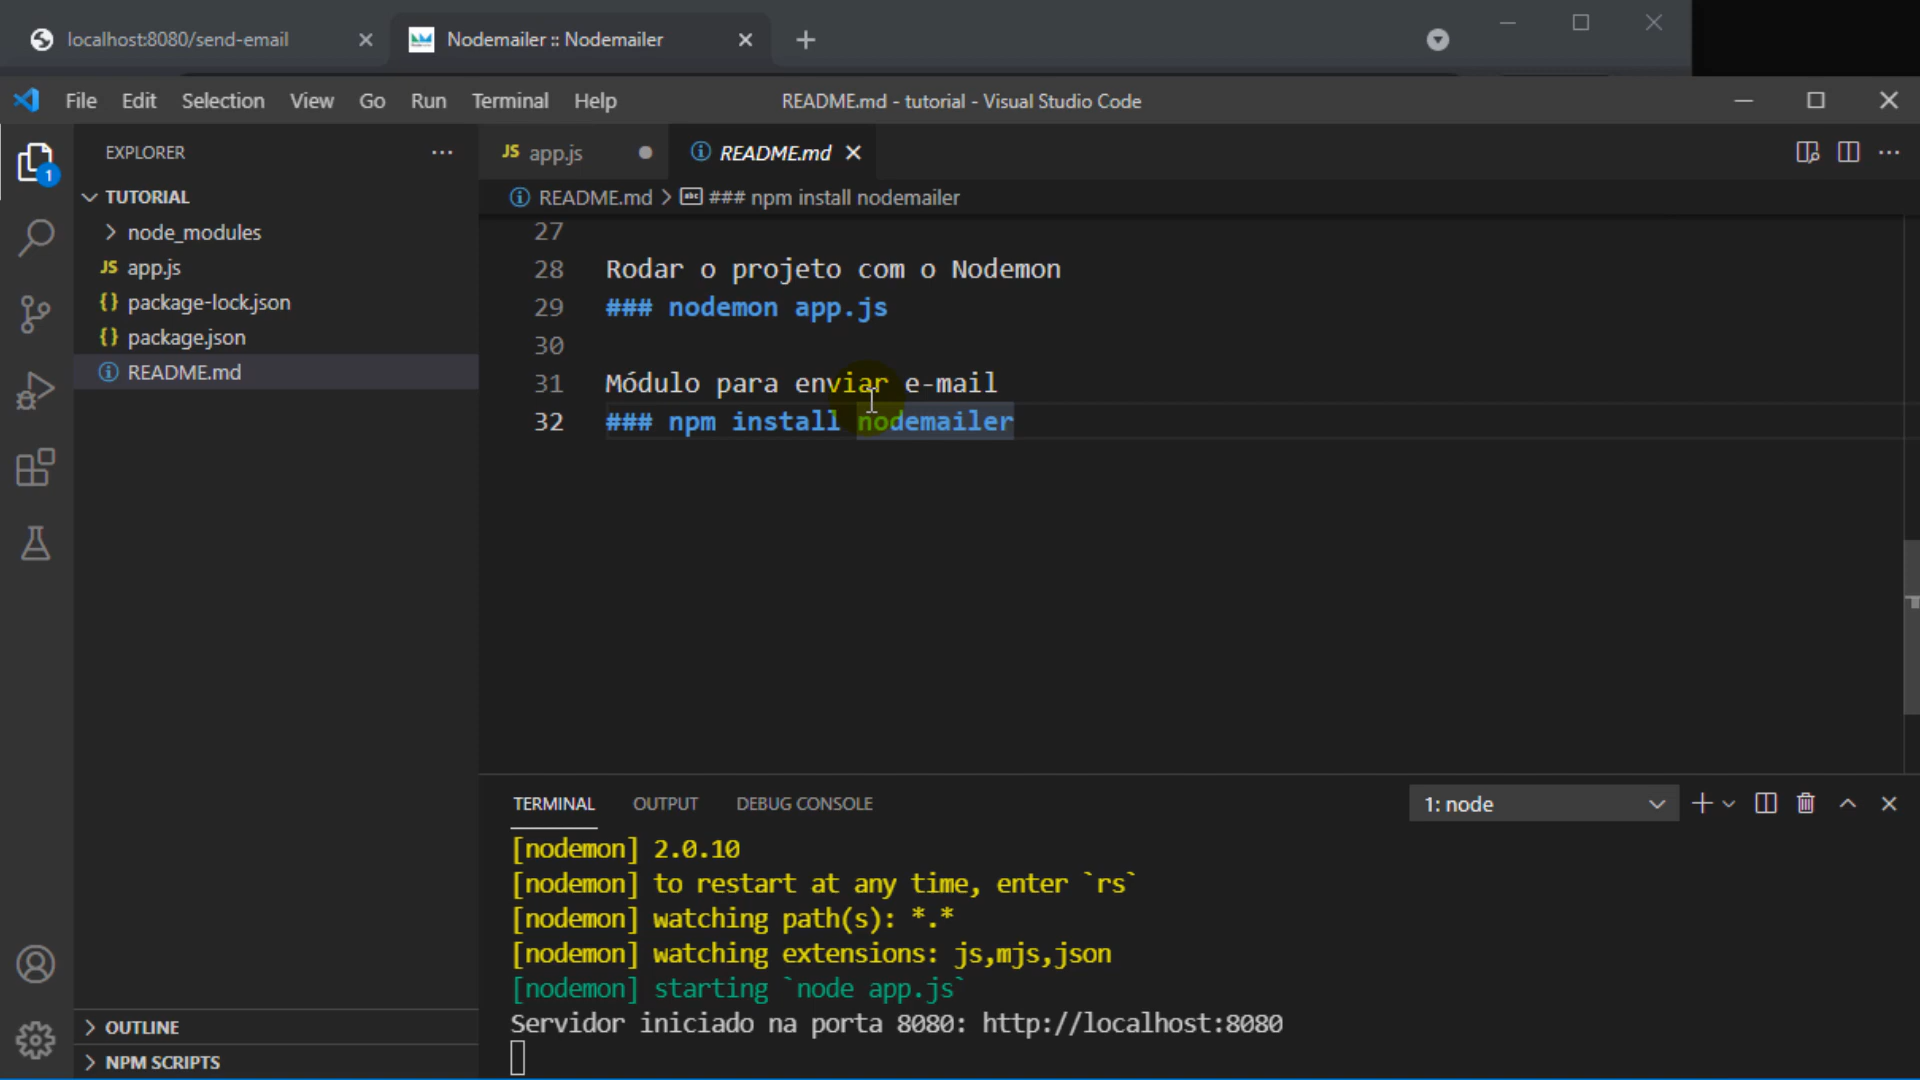 localhost:8080/send-email
Nodemailer :: Nodemailer
File Edit Selection View Go Run Terminal Help
README.md - tutorial - Visual Studio Code
EXPLORER
TUTORIAL
node_modules
JS app.js
{} package-lock.json
{} package.json
README.md
OUTLINE
NPM SCRIPTS
1
JS app.js
README.md
README.md > abc ### npm install nodemailer
27
28 Rodar o projeto com o Nodemon
29 ### nodemon app.js
30
31 Módulo para enviar e-mail
32 ### npm install nodemailer
TERMINAL OUTPUT DEBUG CONSOLE
1: node
[nodemon] 2.0.10
[nodemon] to restart at any time, enter `rs`
[nodemon] watching path(s): *.*
[nodemon] watching extensions: js,mjs,json
[nodemon] starting `node app.js`
Servidor iniciado na porta 8080: http://localhost:8080